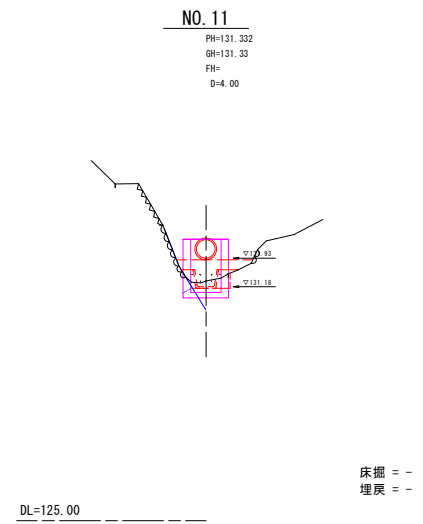 NO. 11
PH=131.332
GH=131.33
FH=
D=4.00
▽131.18
床掘 = -
埋戻 = -
DL=125.00